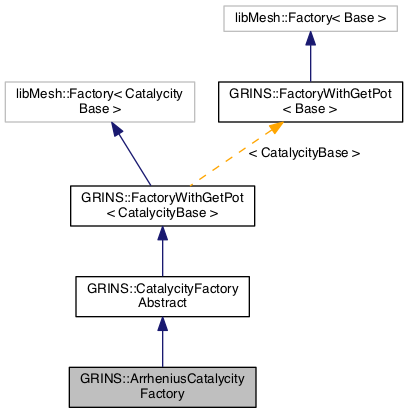 libMesh::Factory< Base >
libMesh::Factory< Catalycity
Base >
GRINS::FactoryWithGetPot
< Base >
< CatalycityBase >
GRINS::FactoryWithGetPot
< CatalycityBase >
GRINS::CatalycityFactory
Abstract
GRINS::ArrheniusCatalycity
Factory